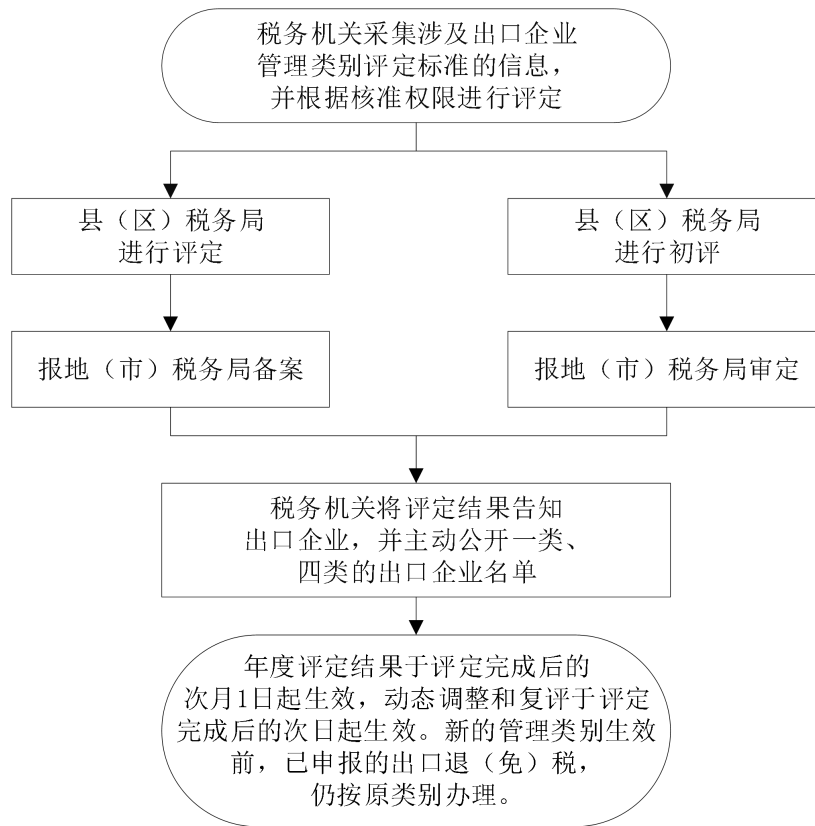 税务机关采集涉及出口企业
管理类别评定标准的信息，
并根据核准权限进行评定
县（区）税务局
进行评定
县（区）税务局
进行初评
报地（市）税务局备案
报地（市）税务局审定
税务机关将评定结果告知
出口企业，并主动公开一类、
四类的出口企业名单
年度评定结果于评定完成后的
次月1日起生效，动态调整和复评于评定
完成后的次日起生效。新的管理类别生效
前，已申报的出口退（免）税，
仍按原类别办理。